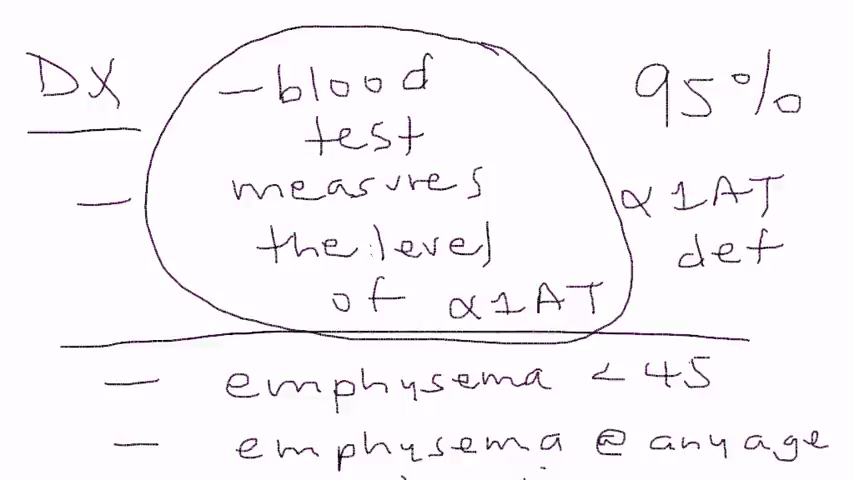 DX - blood 95%
test
- measures α1AT
the level def
of α1AT
- emphysema < 45
- emphysema @ any age